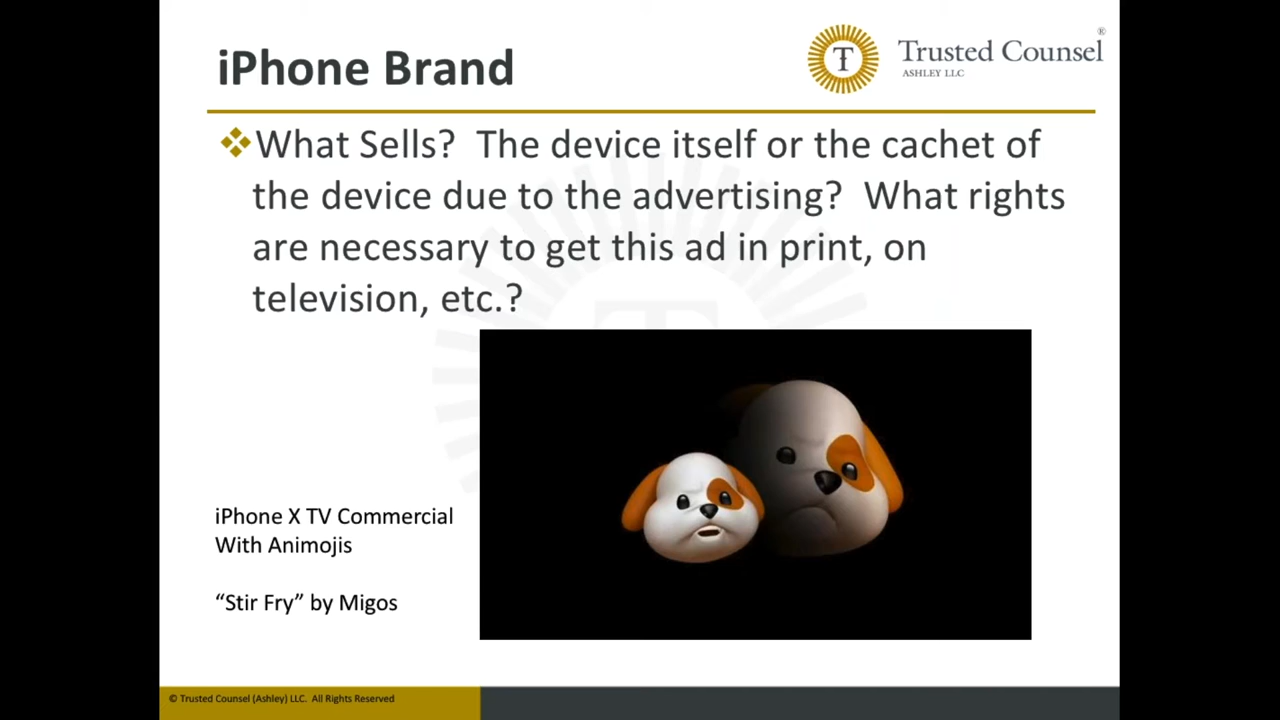 iPhone Brand
Trusted Counsel®
ASHLEY LLC
❖What Sells?  The device itself or the cachet of
the device due to the advertising?  What rights
are necessary to get this ad in print, on
television, etc.?
iPhone X TV Commercial
With Animojis
“Stir Fry” by Migos
© Trusted Counsel (Ashley) LLC.  All Rights Reserved